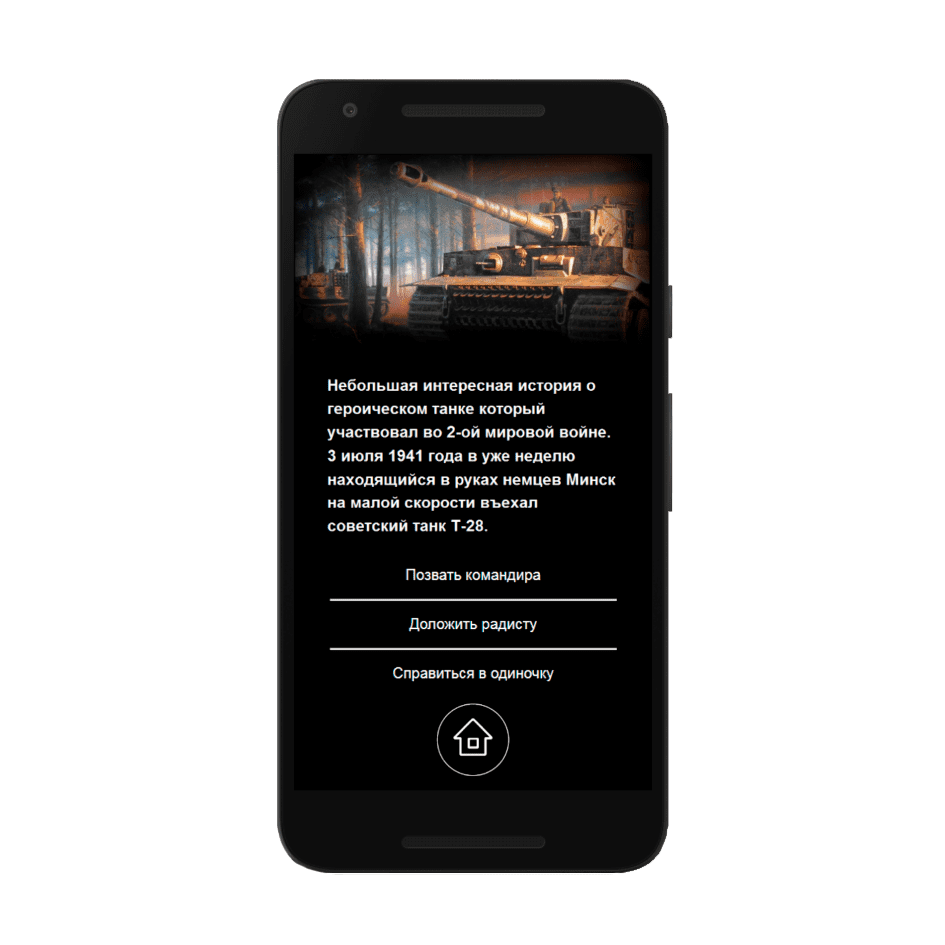 Небольшая интересная история о
героическом танке который
участвовал во 2-ой мировой войне.
3 июля 1941 года в уже неделю
находящийся в руках немцев Минск
на малой скорости въехал
советский танк Т-28.
Позвать командира
Доложить радисту
Справиться в одиночку